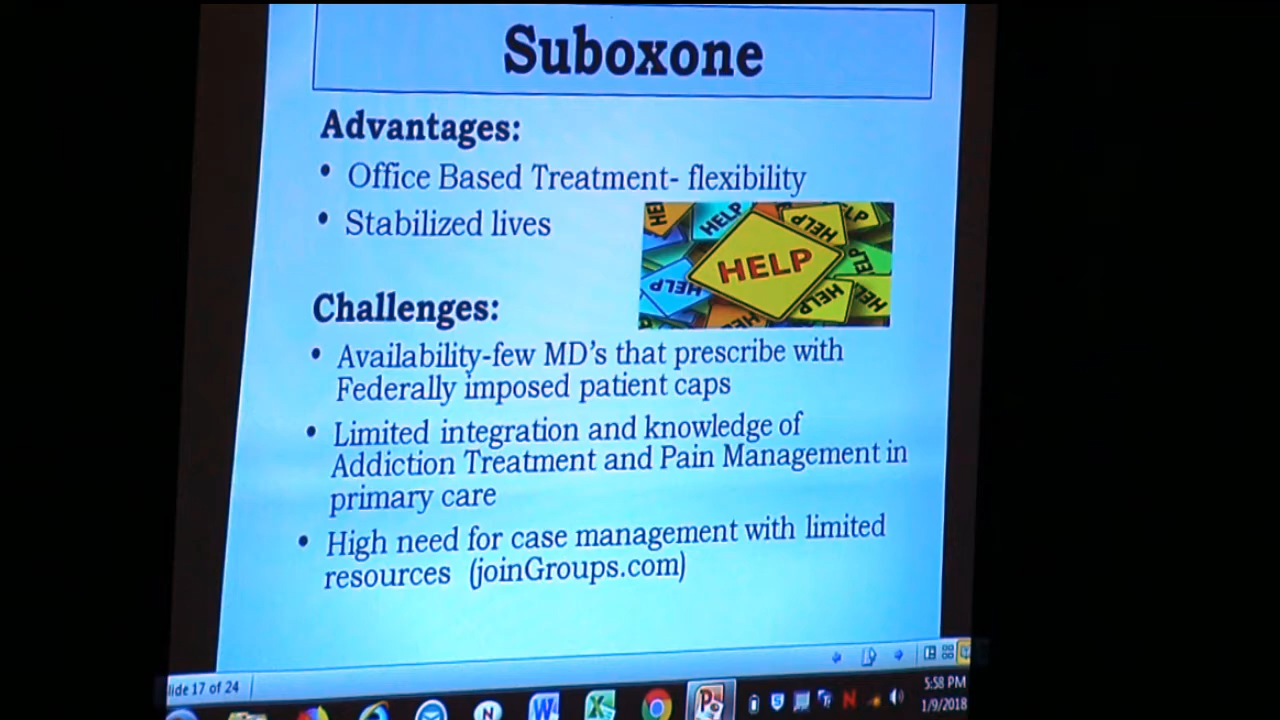 Suboxone
Advantages:
• Office Based Treatment- flexibility
• Stabilized lives
HELP
HELP
HELP
HELP
HELP
HELP
HELP
HELP
Challenges:
• Availability-few MD's that prescribe with
Federally imposed patient caps
• Limited integration and knowledge of
Addiction Treatment and Pain Management in
primary care
• High need for case management with limited
resources (joinGroups.com)
lide 17 of 24
5:58 PM
1/9/2018